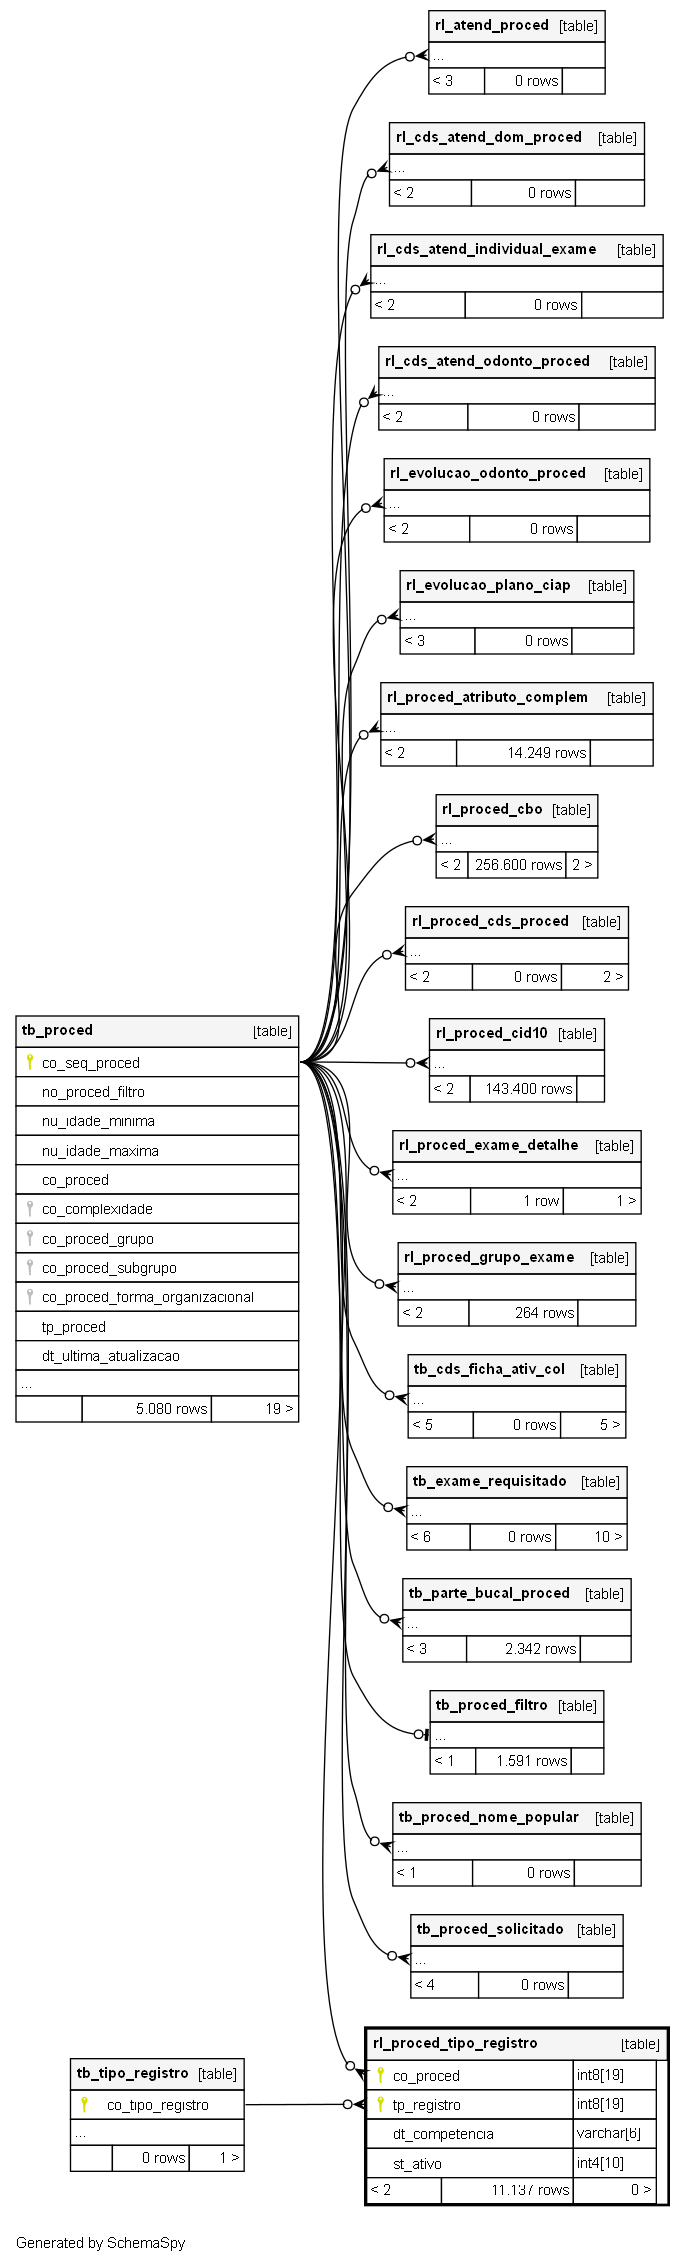 rl_atend_proced [table]
...
< 3 0 rows
rl_cds_atend_dom_proced [table]
...
< 2 0 rows
rl_cds_atend_individual_exame [table]
...
< 2 0 rows
rl_cds_atend_odonto_proced [table]
...
< 2 0 rows
rl_evolucao_odonto_proced [table]
...
< 2 0 rows
rl_evolucao_plano_ciap [table]
...
< 3 0 rows
rl_proced_atributo_complem [table]
...
< 2 14.249 rows
rl_proced_cbo [table]
...
< 2 256.600 rows 2 >
rl_proced_cds_proced [table]
...
< 2 0 rows 2 >
rl_proced_cid10 [table]
...
< 2 143.400 rows
tb_proced [table]
co_seq_proced
no_proced_filtro
nu_idade_minima
nu_idade_maxima
co_proced
co_complexidade
co_proced_grupo
co_proced_subgrupo
co_proced_forma_organizacional
tp_proced
dt_ultima_atualizacao
...
5.080 rows 19 >
rl_proced_exame_detalhe [table]
...
< 2 1 row 1 >
rl_proced_grupo_exame [table]
...
< 2 264 rows
tb_cds_ficha_ativ_col [table]
...
< 5 0 rows 5 >
tb_exame_requisitado [table]
...
< 6 0 rows 10 >
tb_parte_bucal_proced [table]
...
< 3 2.342 rows
tb_proced_filtro [table]
...
< 1 1.591 rows
tb_proced_nome_popular [table]
...
< 1 0 rows
tb_proced_solicitado [table]
...
< 4 0 rows
rl_proced_tipo_registro [table]
co_proced int8[19]
tp_registro int8[19]
dt_competencia varchar[6]
st_ativo int4[10]
< 2 11.137 rows 0 >
tb_tipo_registro [table]
co_tipo_registro
...
0 rows 1 >
Generated by SchemaSpy